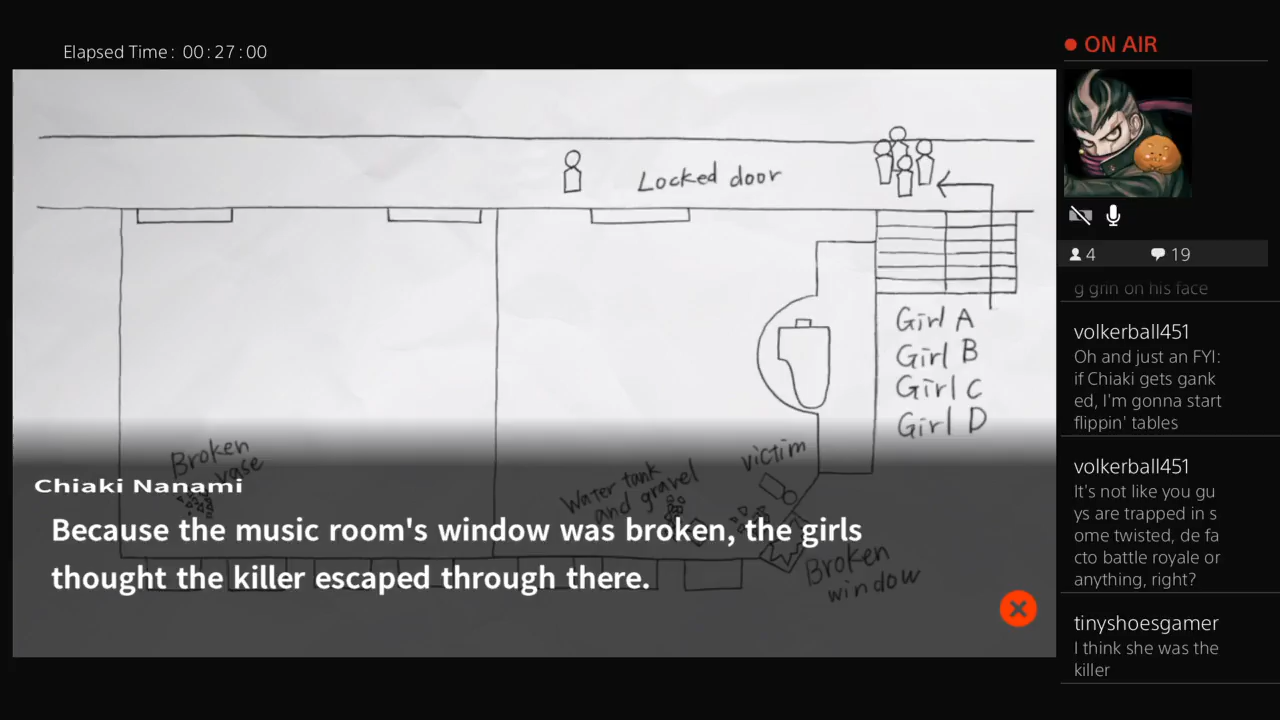 Elapsed Time: 00:27:00
ON AIR
Locked door
4
19
g grin on his face
Girl A
Girl B
Girl C
Girl D
volkerball451
Oh and just an FYI:
if Chiaki gets gank
ed, I'm gonna start
flippin' tables
Broken
vase
Water tank
and gravel
victim
Broken
window
volkerball451
It's not like you gu
ys are trapped in s
ome twisted, de fa
cto battle royale or
anything, right?
Chiaki Nanami
Because the music room's window was broken, the girls
thought the killer escaped through there.
tinyshoesgamer
I think she was the
killer